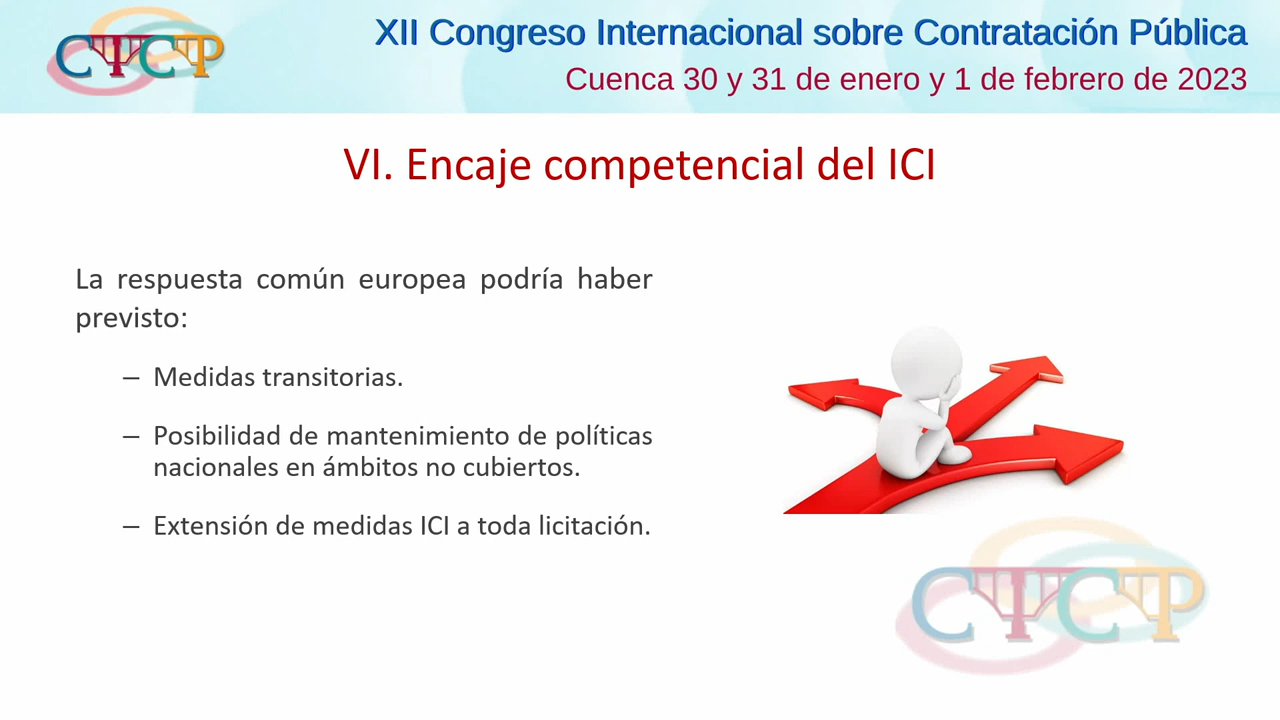 CYCTP
XII Congreso Internacional sobre Contratación Pública
Cuenca 30 y 31 de enero y 1 de febrero de 2023
VI. Encaje competencial del ICI
La respuesta común europea podría haber
previsto:
– Medidas transitorias.
– Posibilidad de mantenimiento de políticas
nacionales en ámbitos no cubiertos.
– Extensión de medidas ICI a toda licitación.